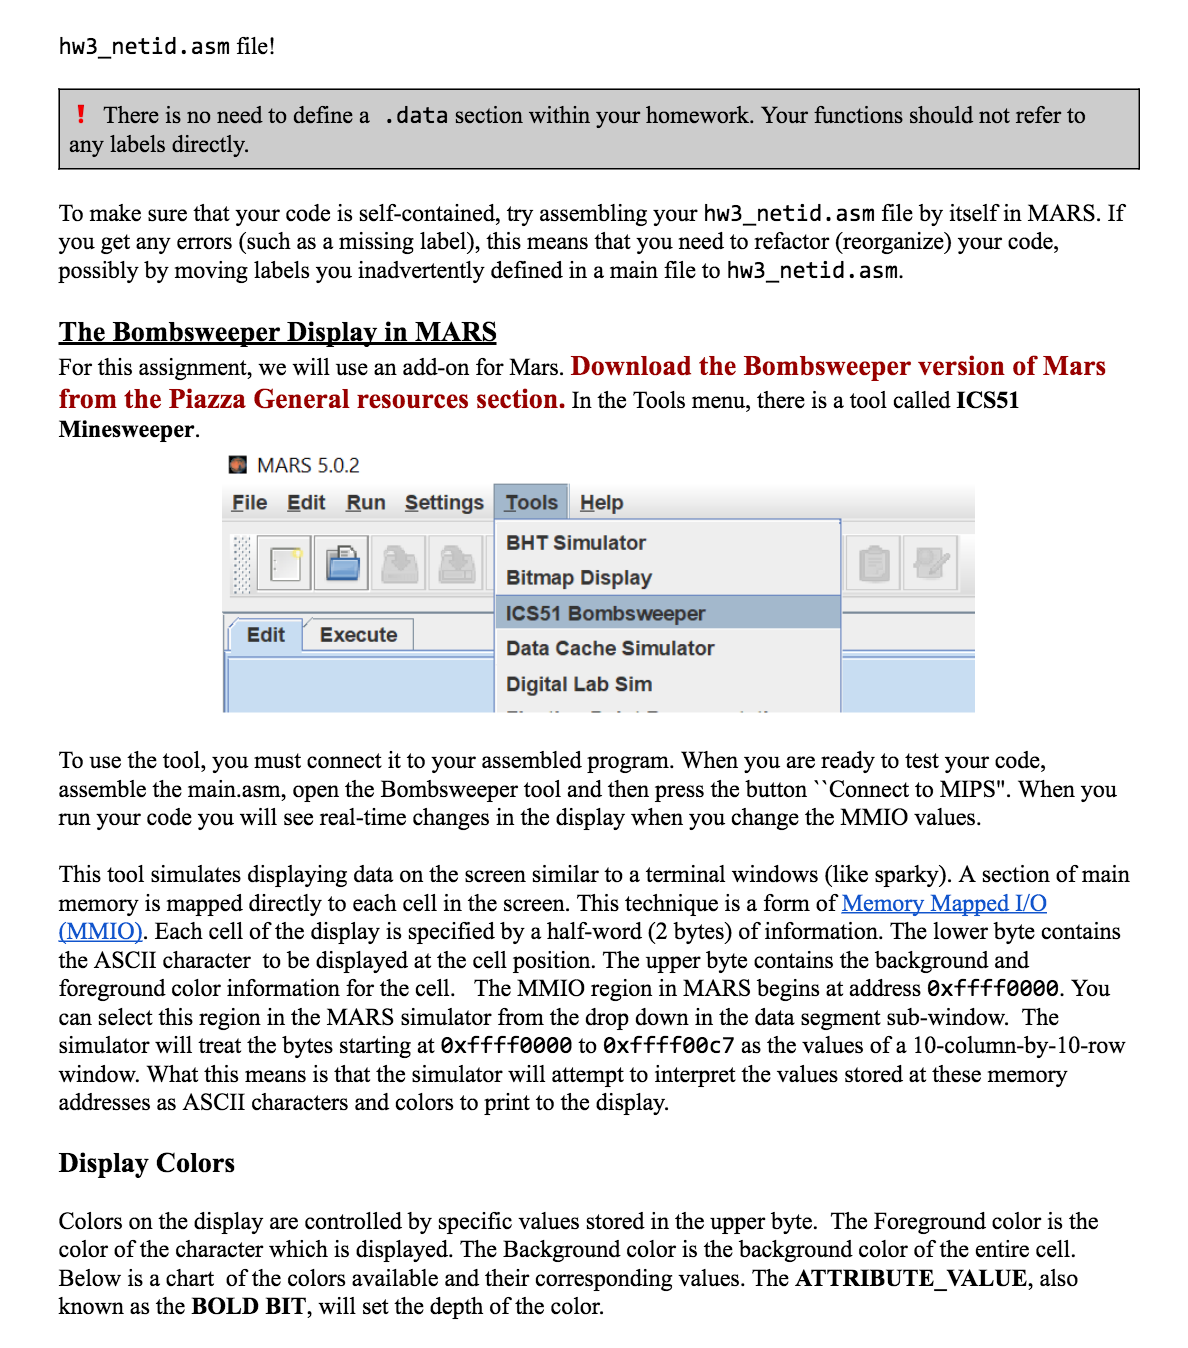 hw3_netid.asm file!
! There is no need to define a .data section within your homework. Your functions should not refer to
any labels directly.
To make sure that your code is self-contained, try assembling your hw3_netid.asm file by itself in MARS. If
you get any errors (such as a missing label), this means that you need to refactor (reorganize) your code,
possibly by moving labels you inadvertently defined in a main file to hw3_netid.asm.
The Bombsweeper Display in MARS
For this assignment, we will use an add-on for Mars. Download the Bombsweeper version of Mars
from the Piazza General resources section. In the Tools menu, there is a tool called ICS51
Minesweeper.
MARS 5.0.2
File Edit Run Settings Tools Help
BHT Simulator
Bitmap Display
ICS51 Bombsweeper
Edit Execute
Data Cache Simulator
Digital Lab Sim
To use the tool, you must connect it to your assembled program. When you are ready to test your code,
assemble the main.asm, open the Bombsweeper tool and then press the button ``Connect to MIPS". When you
run your code you will see real-time changes in the display when you change the MMIO values.
This tool simulates displaying data on the screen similar to a terminal windows (like sparky). A section of main
memory is mapped directly to each cell in the screen. This technique is a form of Memory Mapped I/O
(MMIO). Each cell of the display is specified by a half-word (2 bytes) of information. The lower byte contains
the ASCII character to be displayed at the cell position. The upper byte contains the background and
foreground color information for the cell. The MMIO region in MARS begins at address 0xffff0000. You
can select this region in the MARS simulator from the drop down in the data segment sub-window. The
simulator will treat the bytes starting at 0xffff0000 to 0xffff00c7 as the values of a 10-column-by-10-row
window. What this means is that the simulator will attempt to interpret the values stored at these memory
addresses as ASCII characters and colors to print to the display.
Display Colors
Colors on the display are controlled by specific values stored in the upper byte. The Foreground color is the
color of the character which is displayed. The Background color is the background color of the entire cell.
Below is a chart of the colors available and their corresponding values. The ATTRIBUTE_VALUE, also
known as the BOLD BIT, will set the depth of the color.